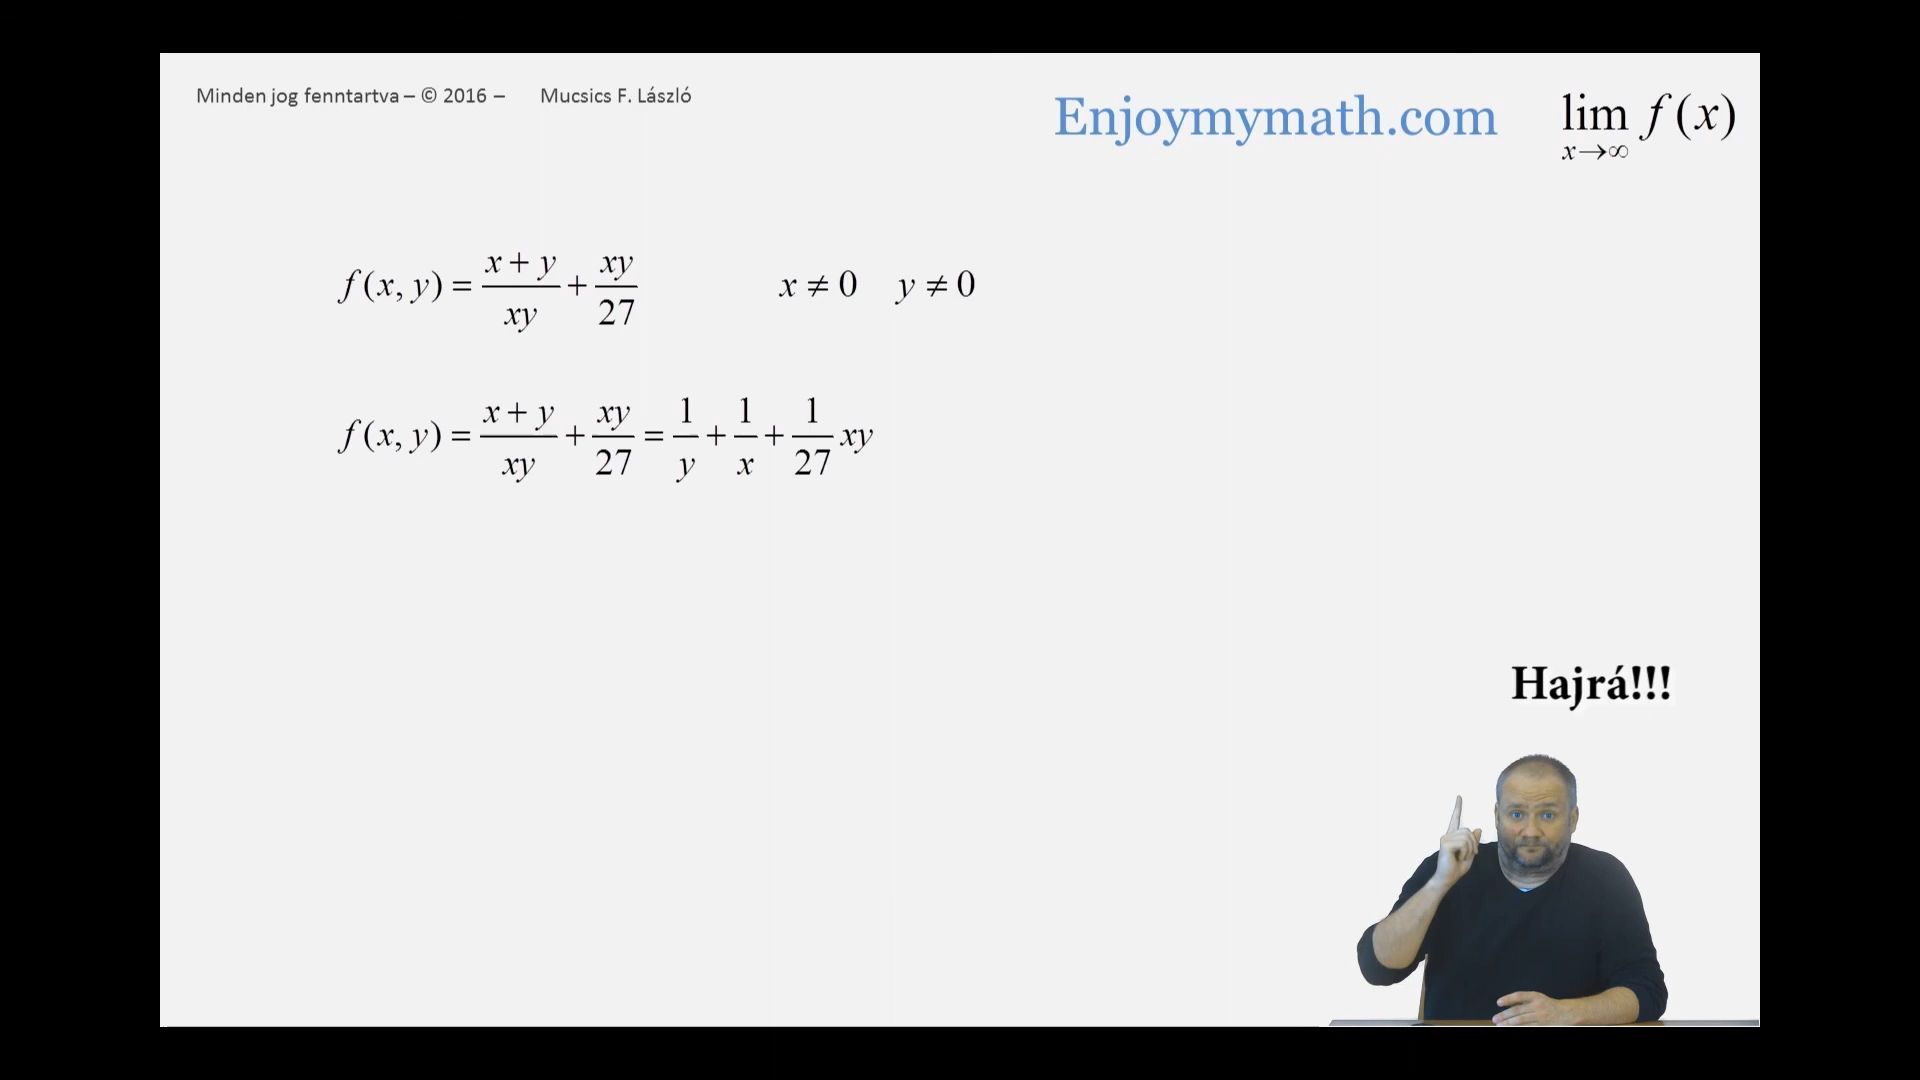 Minden jog fenntartva – © 2016 – Mucsics F. László
Enjoymymath.com
lim f(x)
x→∞
f(x, y) = (x + y)/(xy) + (xy)/27    x ≠ 0    y ≠ 0
f(x, y) = (x + y)/(xy) + (xy)/27 = 1/y + 1/x + 1/27 xy
Hajrá!!!